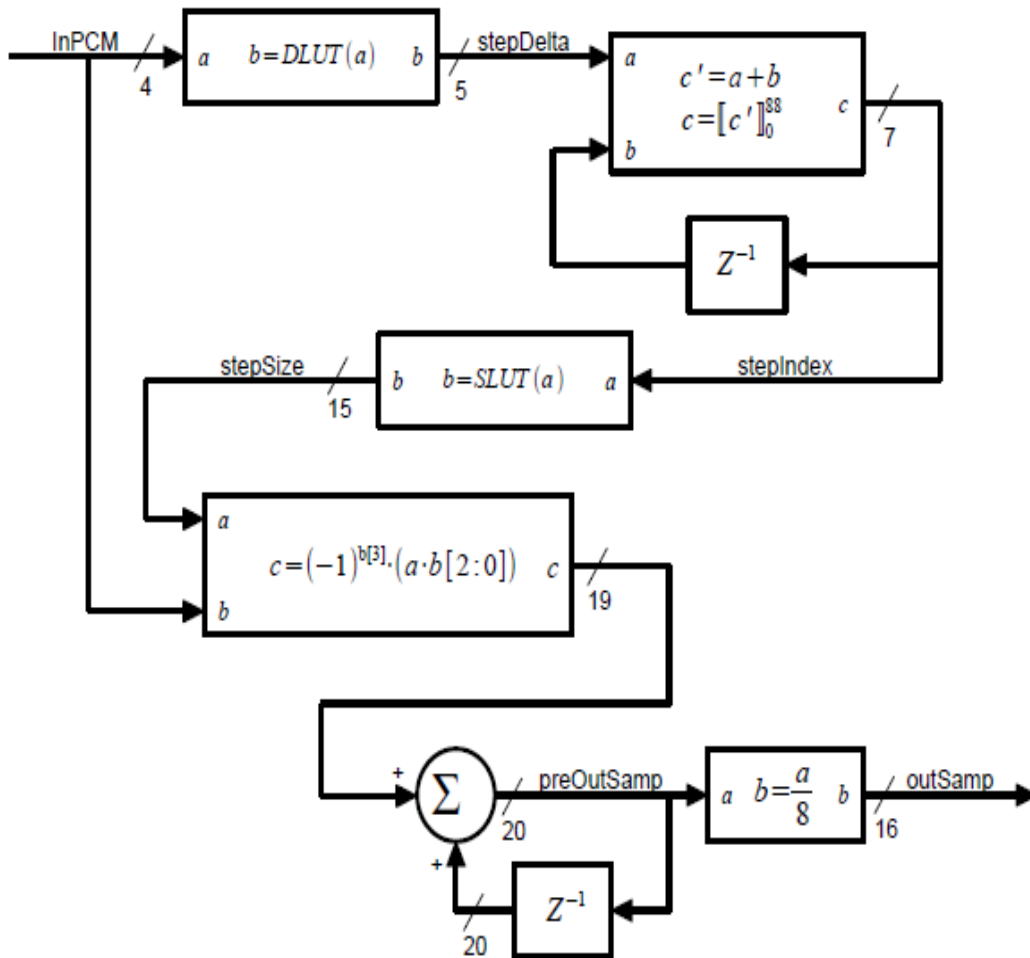 InPCM
4
a b=DLUT(a) b
5
stepDelta
a
c'=a+b
c=[c']₀⁸⁸
c
b
7
Z⁻¹
stepSize
15
b b=SLUT(a) a
stepIndex
a
c=(−1)ᵇ[³]·(a·b[2:0])
c
b
19
+
Σ
+
20
preOutSamp
a b=a/8 b
16
outSamp
20
Z⁻¹